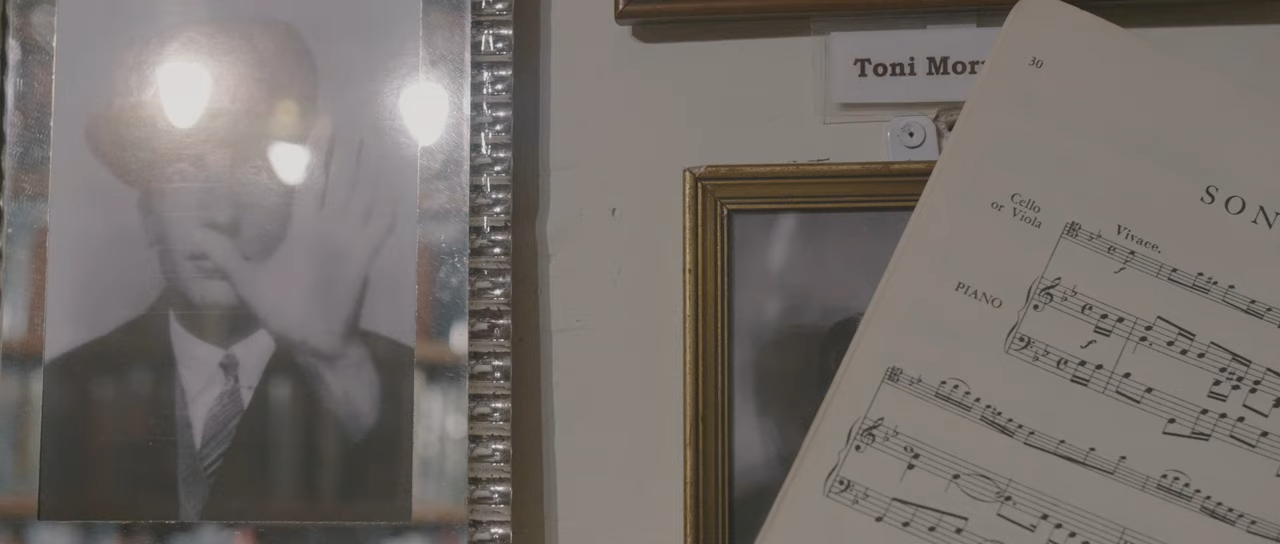 Toni Mor
30
SON
Cello
or Viola
Vivace.
f
PIANO
f